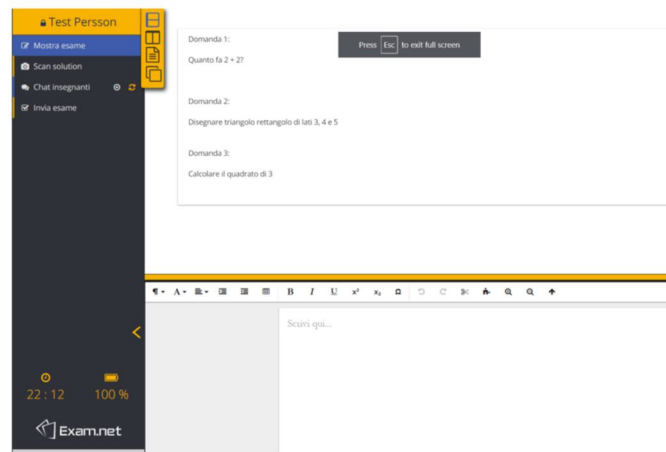 Test Persson
Mostra esame
Scan solution
Chat insegnanti
Invia esame
22 : 12
100 %
Exam.net
Domanda 1:
Quanto fa 2 + 2?
Domanda 2:
Disegnare triangolo rettangolo di lati 3, 4 e 5
Domanda 3:
Calcolare il quadrato di 3
Press Esc to exit full screen
¶ A B I U x² x₂ Ω
Scrivi qui...